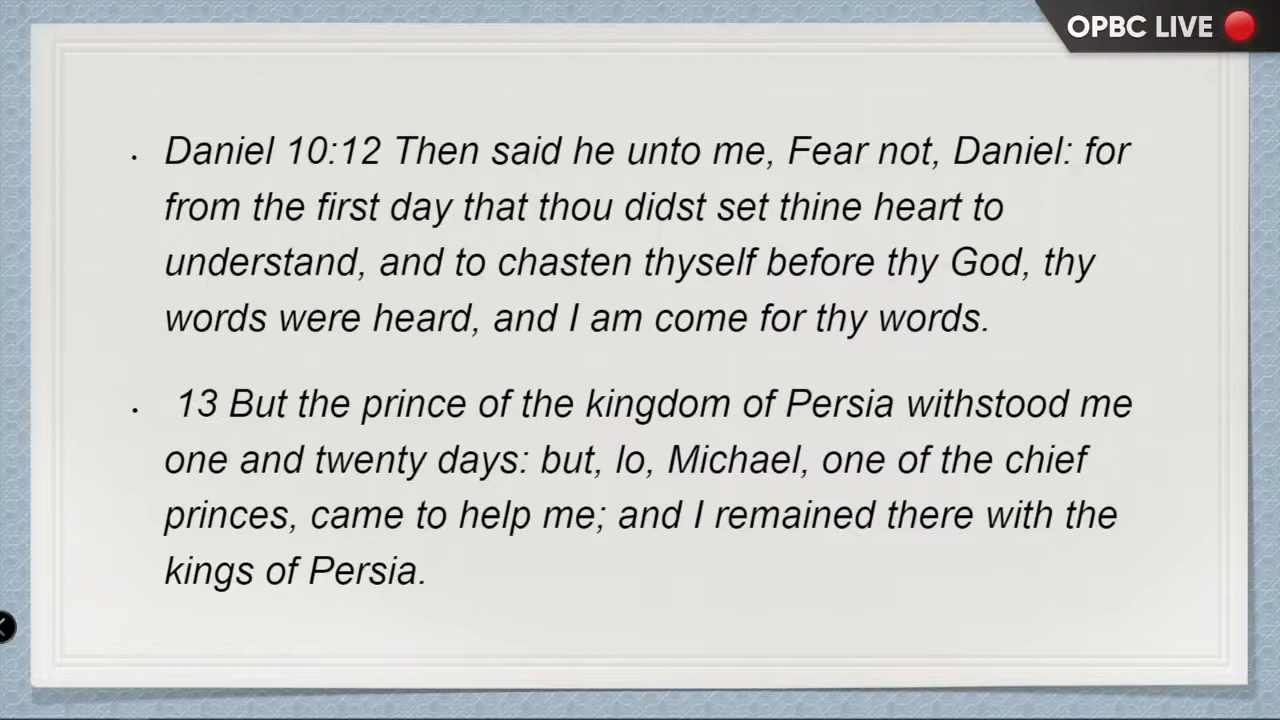 OPBC LIVE
• Daniel 10:12 Then said he unto me, Fear not, Daniel: for
from the first day that thou didst set thine heart to
understand, and to chasten thyself before thy God, thy
words were heard, and I am come for thy words.
• 13 But the prince of the kingdom of Persia withstood me
one and twenty days: but, lo, Michael, one of the chief
princes, came to help me; and I remained there with the
kings of Persia.